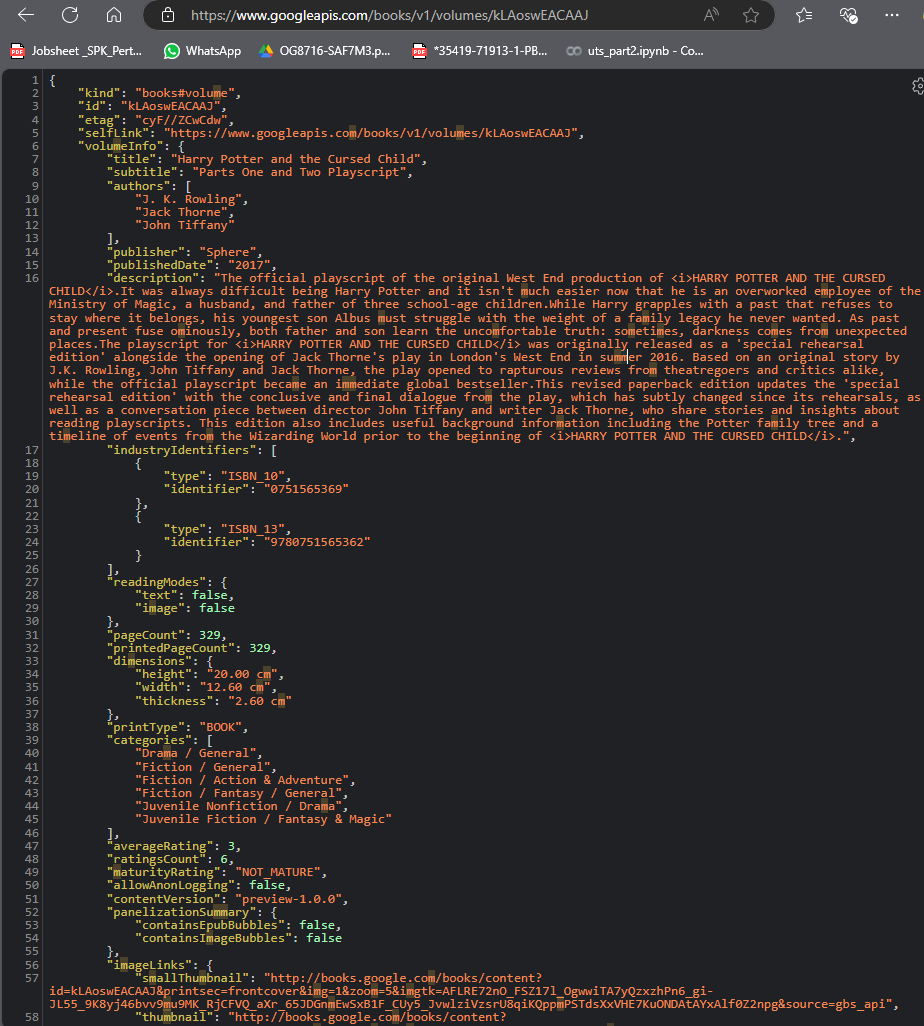 https://www.googleapis.com/books/v1/volumes/kLAoswEACAAJ
Jobsheet _SPK_Pert...
WhatsApp
OG8716-SAF7M3.p...
*35419-71913-1-PB...
uts_part2.ipynb - Co...
1 {
2 "kind": "books#volume",
3 "id": "kLAoswEACAAJ",
4 "etag": "cyF//ZCwCdw",
5 "selfLink": "https://www.googleapis.com/books/v1/volumes/kLAoswEACAAJ",
6 "volumeInfo": {
7 "title": "Harry Potter and the Cursed Child",
8 "subtitle": "Parts One and Two Playscript",
9 "authors": [
10 "J. K. Rowling",
11 "Jack Thorne",
12 "John Tiffany"
13 ],
14 "publisher": "Sphere",
15 "publishedDate": "2017",
16 "description": "The official playscript of the original West End production of <i>HARRY POTTER AND THE CURSED
CHILD</i>.It was always difficult being Harry Potter and it isn't much easier now that he is an overworked employee of the
Ministry of Magic, a husband, and father of three school-age children.While Harry grapples with a past that refuses to
stay where it belongs, his youngest son Albus must struggle with the weight of a family legacy he never wanted. As past
and present fuse ominously, both father and son learn the uncomfortable truth: sometimes, darkness comes from unexpected
places.The playscript for <i>HARRY POTTER AND THE CURSED CHILD</i> was originally released as a 'special rehearsal
edition' alongside the opening of Jack Thorne's play in London's West End in summer 2016. Based on an original story by
J.K. Rowling, John Tiffany and Jack Thorne, the play opened to rapturous reviews from theatregoers and critics alike,
while the official playscript became an immediate global bestseller.This revised paperback edition updates the 'special
rehearsal edition' with the conclusive and final dialogue from the play, which has subtly changed since its rehearsals, as
well as a conversation piece between director John Tiffany and writer Jack Thorne, who share stories and insights about
reading playscripts. This edition also includes useful background information including the Potter family tree and a
timeline of events from the Wizarding World prior to the beginning of <i>HARRY POTTER AND THE CURSED CHILD</i>.",
17 "industryIdentifiers": [
18 {
19 "type": "ISBN_10",
20 "identifier": "0751565369"
21 },
22 {
23 "type": "ISBN_13",
24 "identifier": "9780751565362"
25 }
26 ],
27 "readingModes": {
28 "text": false,
29 "image": false
30 },
31 "pageCount": 329,
32 "printedPageCount": 329,
33 "dimensions": {
34 "height": "20.00 cm",
35 "width": "12.60 cm",
36 "thickness": "2.60 cm"
37 },
38 "printType": "BOOK",
39 "categories": [
40 "Drama / General",
41 "Fiction / General",
42 "Fiction / Action & Adventure",
43 "Fiction / Fantasy / General",
44 "Juvenile Nonfiction / Drama",
45 "Juvenile Fiction / Fantasy & Magic"
46 ],
47 "averageRating": 3,
48 "ratingsCount": 6,
49 "maturityRating": "NOT_MATURE",
50 "allowAnonLogging": false,
51 "contentVersion": "preview-1.0.0",
52 "panelizationSummary": {
53 "containsEpubBubbles": false,
54 "containsImageBubbles": false
55 },
56 "imageLinks": {
57 "smallThumbnail": "http://books.google.com/books/content?
id=kLAoswEACAAJ&printsec=frontcover&img=1&zoom=5&imgtk=AFLRE72nO_FSZ17l_OgwwiTA7yQzxzhPn6_gi-
JL55_9K8yj46bvv9mu9MK_RjCFVQ_aXr_65JDGnmEwSxB1F_CUy5_JvwlziVzsrU8qiKQppmPSTdsXxVHE7KuONDAtAYxAlf0Z2npg&source=gbs_api",
58 "thumbnail": "http://books.google.com/books/content?